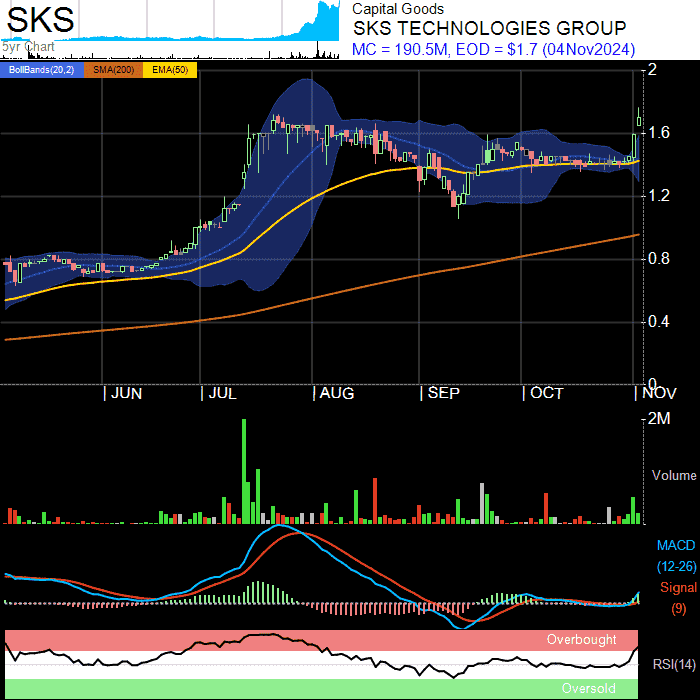 SKS
5yr Chart
Capital Goods
SKS TECHNOLOGIES GROUP
MC = 190.5M, EOD = $1.7 (04Nov2024)
BollBands(20,2) SMA(200) EMA(50)
2
1.6
1.2
0.8
0.4
0
| JUN | JUL | AUG | SEP | OCT | NOV
2M
Volume
MACD
(12-26)
Signal
(9)
Overbought
RSI(14)
Oversold